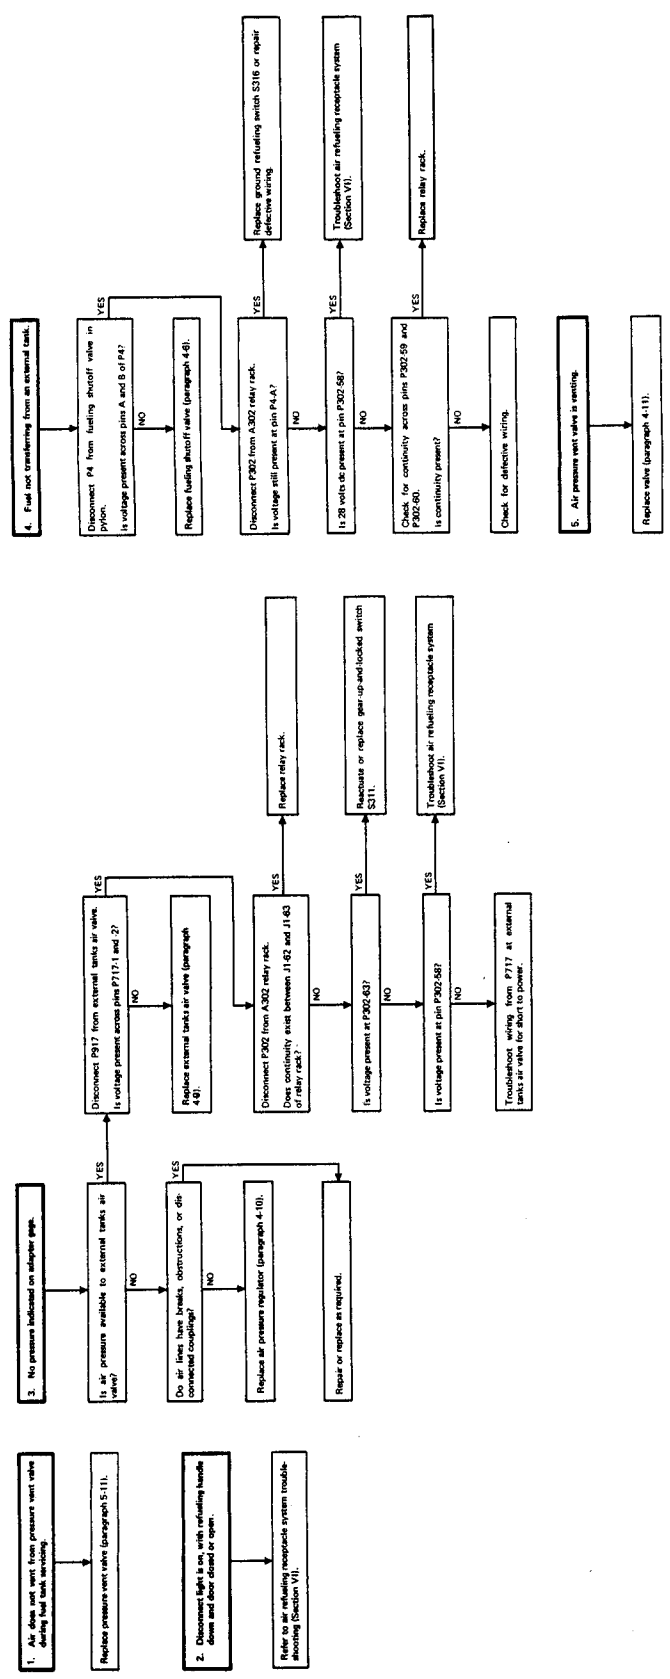 1. Air does not vent from pressure vent valve
during fuel tank servicing.
Replace pressure vent valve (paragraph 5-11).
2. Disconnect light is on, with refueling handle
down and door closed or open.
Refer to air refueling receptacle system trouble-
shooting (Section VI).
3. No pressure indicated on adapter gage.
Is air pressure available to external tanks air
valve?
YES
NO
Do air lines have breaks, obstructions, or dis-
connected couplings?
YES
NO
Replace air pressure regulator (paragraph 4-10).
Repair or replace as required.
Disconnect P917 from external tanks air valve.
Is voltage present across pins P717-1 and -2?
YES
NO
Replace external tanks air valve (paragraph
4-9).
Disconnect P302 from A302 relay rack.
Does continuity exist between J1-62 and J1-63
of relay rack?
YES
Replace relay rack.
NO
Is voltage present at P302-63?
YES
Reactuate or replace gear-up-and-locked switch
S311.
NO
Is voltage present at pin P302-58?
YES
Troubleshoot air refueling receptacle system
(Section VI).
NO
Troubleshoot wiring from P717 at external
tanks air valve for short to power.
4. Fuel not transferring from an external tank.
Disconnect P4 from fueling shutoff valve in
pylon.
Is voltage present across pins A and B of P4?
YES
NO
Replace fueling shutoff valve (paragraph 4-6).
Disconnect P302 from A302 relay rack.
Is voltage still present at pin P4-A?
YES
Replace ground refueling switch S316 or repair
defective wiring.
NO
Is 28 volts dc present at pin P302-58?
YES
Troubleshoot air refueling receptacle system
(Section VI).
NO
Check for continuity across pins P302-59 and
P302-60.
Is continuity present?
YES
Replace relay rack.
NO
Check for defective wiring.
5. Air pressure vent valve is venting.
Replace valve (paragraph 4-11).